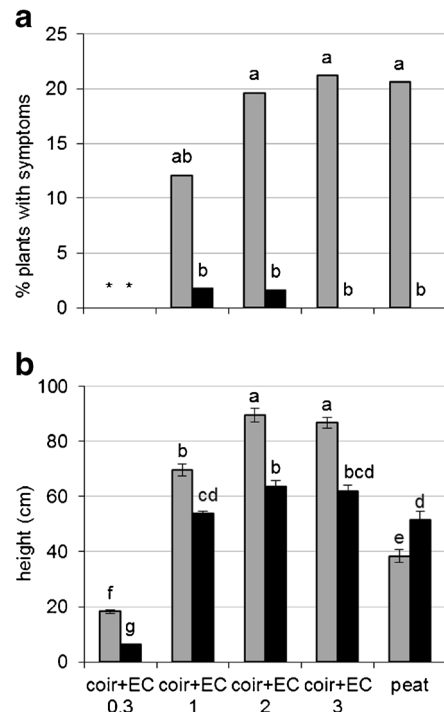 a
% plants with symptoms
25
20
15
10
5
0
* *
ab
b
a
b
a
b
a
b
b
height (cm)
100
80
60
40
20
0
f
g
b
cd
a
b
a
bcd
e
d
coir+EC coir+EC coir+EC coir+EC peat
0.3 1 2 3